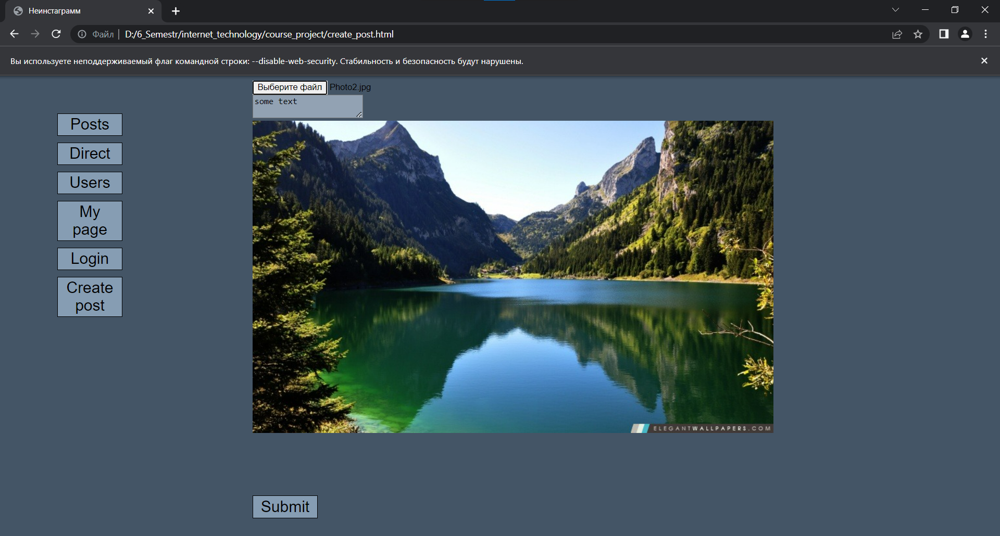 Неинстаграмм
Файл D:/6_Semestr/internet_technology/course_project/create_post.html
Вы используете неподдерживаемый флаг командной строки: --disable-web-security. Стабильность и безопасность будут нарушены.
Выберите файл Photo2.jpg
some text
Posts
Direct
Users
My
page
Login
Create
post
ELEGANTWALLPAPERS.COM
Submit